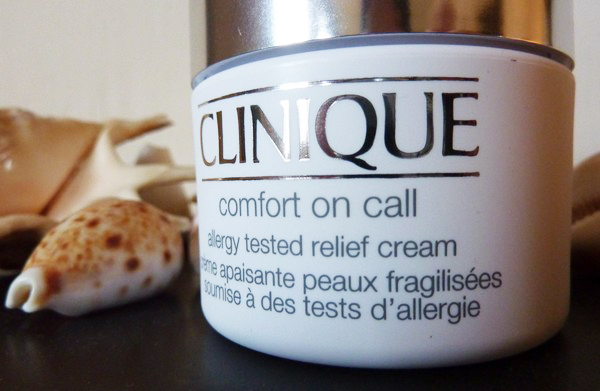 CLINIQUE
comfort on call
allergy tested relief cream
crème apaisante peaux fragilisées
soumise à des tests d'allergie